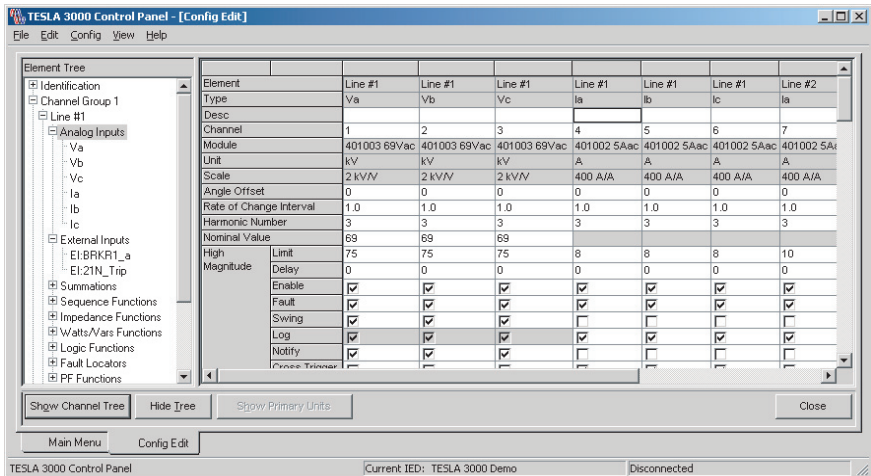 TESLA 3000 Control Panel - [Config Edit]
File Edit Config View Help
Element Tree
Identification
Channel Group 1
Line #1
Analog Inputs
Va
Vb
Vc
Ia
Ib
Ic
External Inputs
EI:BRKR1_a
EI:21N_Trip
Summations
Sequence Functions
Impedance Functions
Watts/Vars Functions
Logic Functions
Fault Locators
PF Functions
Element Line #1 Line #1 Line #1 Line #1 Line #1 Line #1 Line #2
Type Va Vb Vc Ia Ib Ic Ia
Desc
Channel 1 2 3 4 5 6 7
Module 401003 69Vac 401003 69Vac 401003 69Vac 401002 5Aac 401002 5Aac 401002 5Aac 401002 5A
Unit kV kV kV A A A A
Scale 2 kV/V 2 kV/V 2 kV/V 400 A/A 400 A/A 400 A/A 400 A/A
Angle Offset 0 0 0 0 0 0 0
Rate of Change Interval 1.0 1.0 1.0 1.0 1.0 1.0 1.0
Harmonic Number 3 3 3 3 3 3 3
Nominal Value 69 69 69
High Magnitude Limit 75 75 75 8 8 8 10
Delay 0 0 0 0 0 0 0
Enable
Fault
Swing
Log
Notify
Cross Trigger
Show Channel Tree Hide Tree Show Primary Units Close
Main Menu Config Edit
TESLA 3000 Control Panel Current IED: TESLA 3000 Demo Disconnected